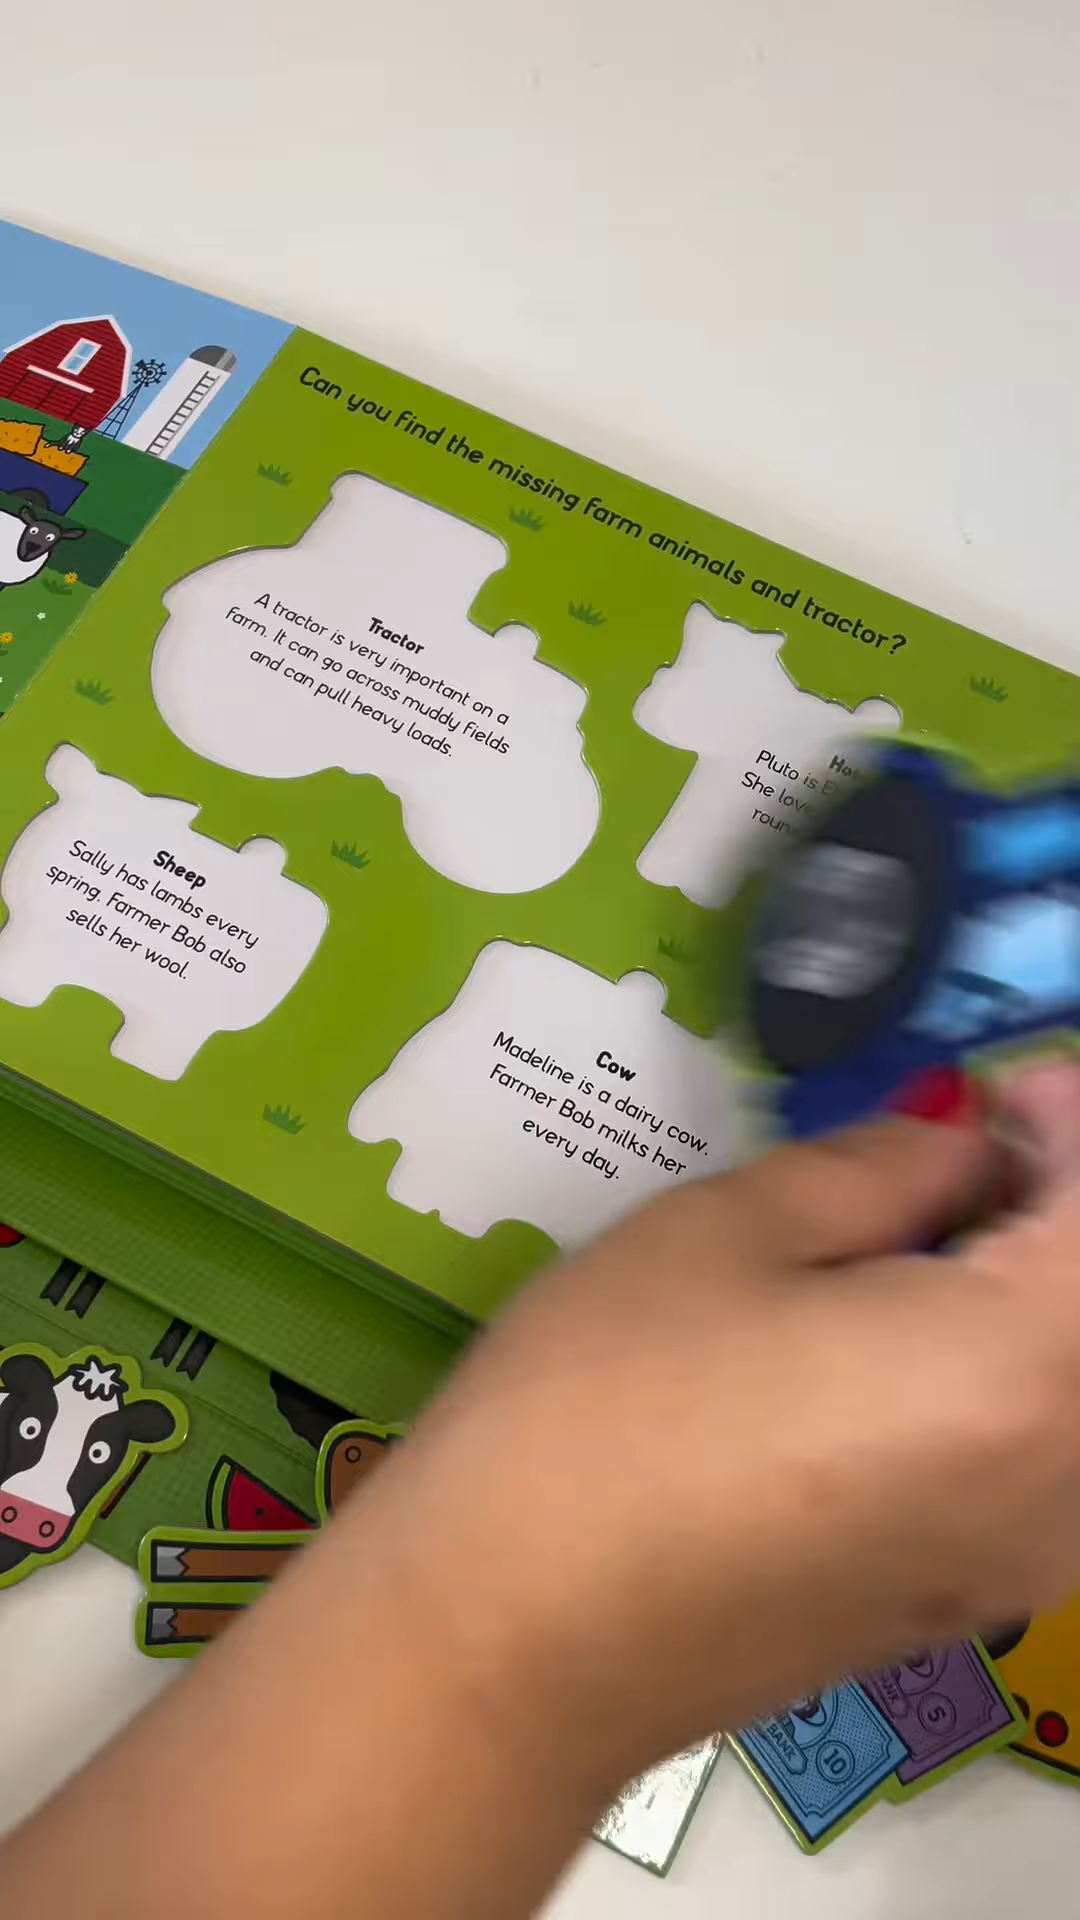 Can you find the missing farm animals and tractor?
Tractor
A tractor is very important on a
farm. It can go across muddy fields
and can pull heavy loads.
Pluto is
She
Sheep
Sally has lambs every
spring. Farmer Bob also
sells her wool.
Cow
Madeline is a dairy cow.
Farmer Bob milks her
every day.
5
10
BANK